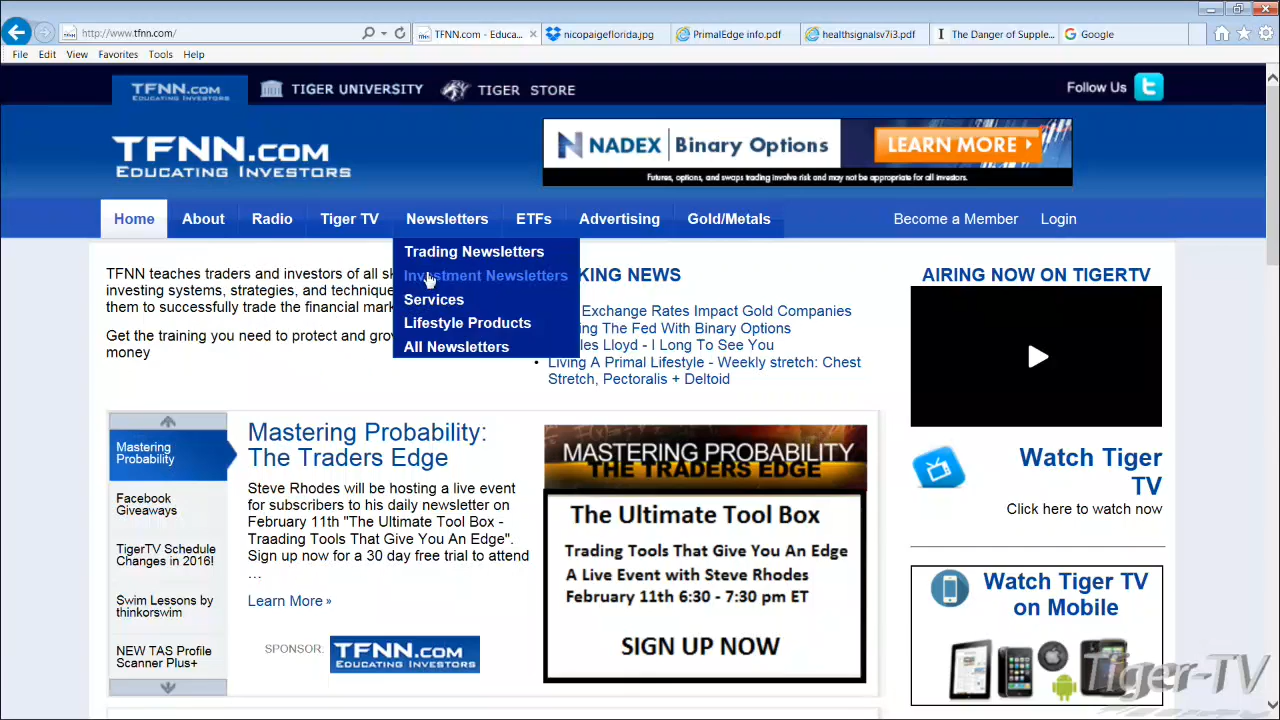 http://www.tfnn.com/
TFNN.com - Educa...
nicopaigeflorida.jpg
PrimalEdge info.pdf
healthsignalsv7i3.pdf
The Danger of Supple...
Google
File Edit View Favorites Tools Help
TFNN.COM
EDUCATING INVESTORS
TIGER UNIVERSITY
TIGER STORE
Follow Us
TFNN.COM
EDUCATING INVESTORS
NADEX Binary Options
LEARN MORE
Futures, options, and swaps trading involve risk and may not be appropriate for all investors.
Home About Radio Tiger TV Newsletters ETFs Advertising Gold/Metals Become a Member Login
Trading Newsletters
Investment Newsletters
Services
Lifestyle Products
All Newsletters
TFNN teaches traders and investors of all sk
investing systems, strategies, and technique
them to successfully trade the financial mark
Get the training you need to protect and grow
money
KING NEWS
Exchange Rates Impact Gold Companies
ing The Fed With Binary Options
les Lloyd - I Long To See You
• Living A Primal Lifestyle - Weekly stretch: Chest
Stretch, Pectoralis + Deltoid
AIRING NOW ON TIGERTV
Watch Tiger
TV
Click here to watch now
Mastering
Probability
Facebook
Giveaways
TigerTV Schedule
Changes in 2016!
Swim Lessons by
thinkorswim
NEW TAS Profile
Scanner Plus+
Mastering Probability:
The Traders Edge
Steve Rhodes will be hosting a live event
for subscribers to his daily newsletter on
February 11th "The Ultimate Tool Box -
Traading Tools That Give You An Edge".
Sign up now for a 30 day free trial to attend
...
Learn More »
SPONSOR:
TFNN.COM
EDUCATING INVESTORS
MASTERING PROBABILITY
THE TRADERS EDGE
The Ultimate Tool Box
Trading Tools That Give You An Edge
A Live Event with Steve Rhodes
February 11th 6:30 - 7:30 pm ET
SIGN UP NOW
Watch Tiger TV
on Mobile
Tiger-TV